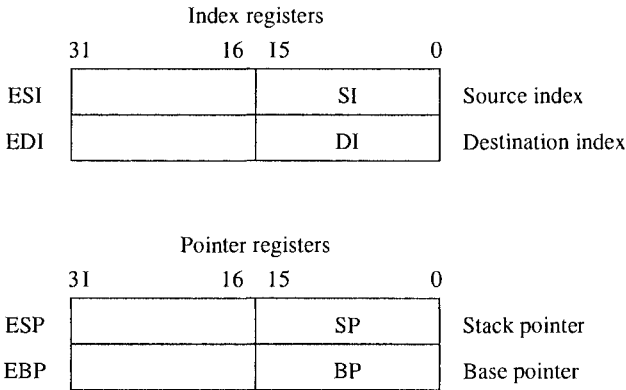 Index registers
31 16 15 0
ESI SI Source index
EDI DI Destination index
Pointer registers
31 16 15 0
ESP SP Stack pointer
EBP BP Base pointer